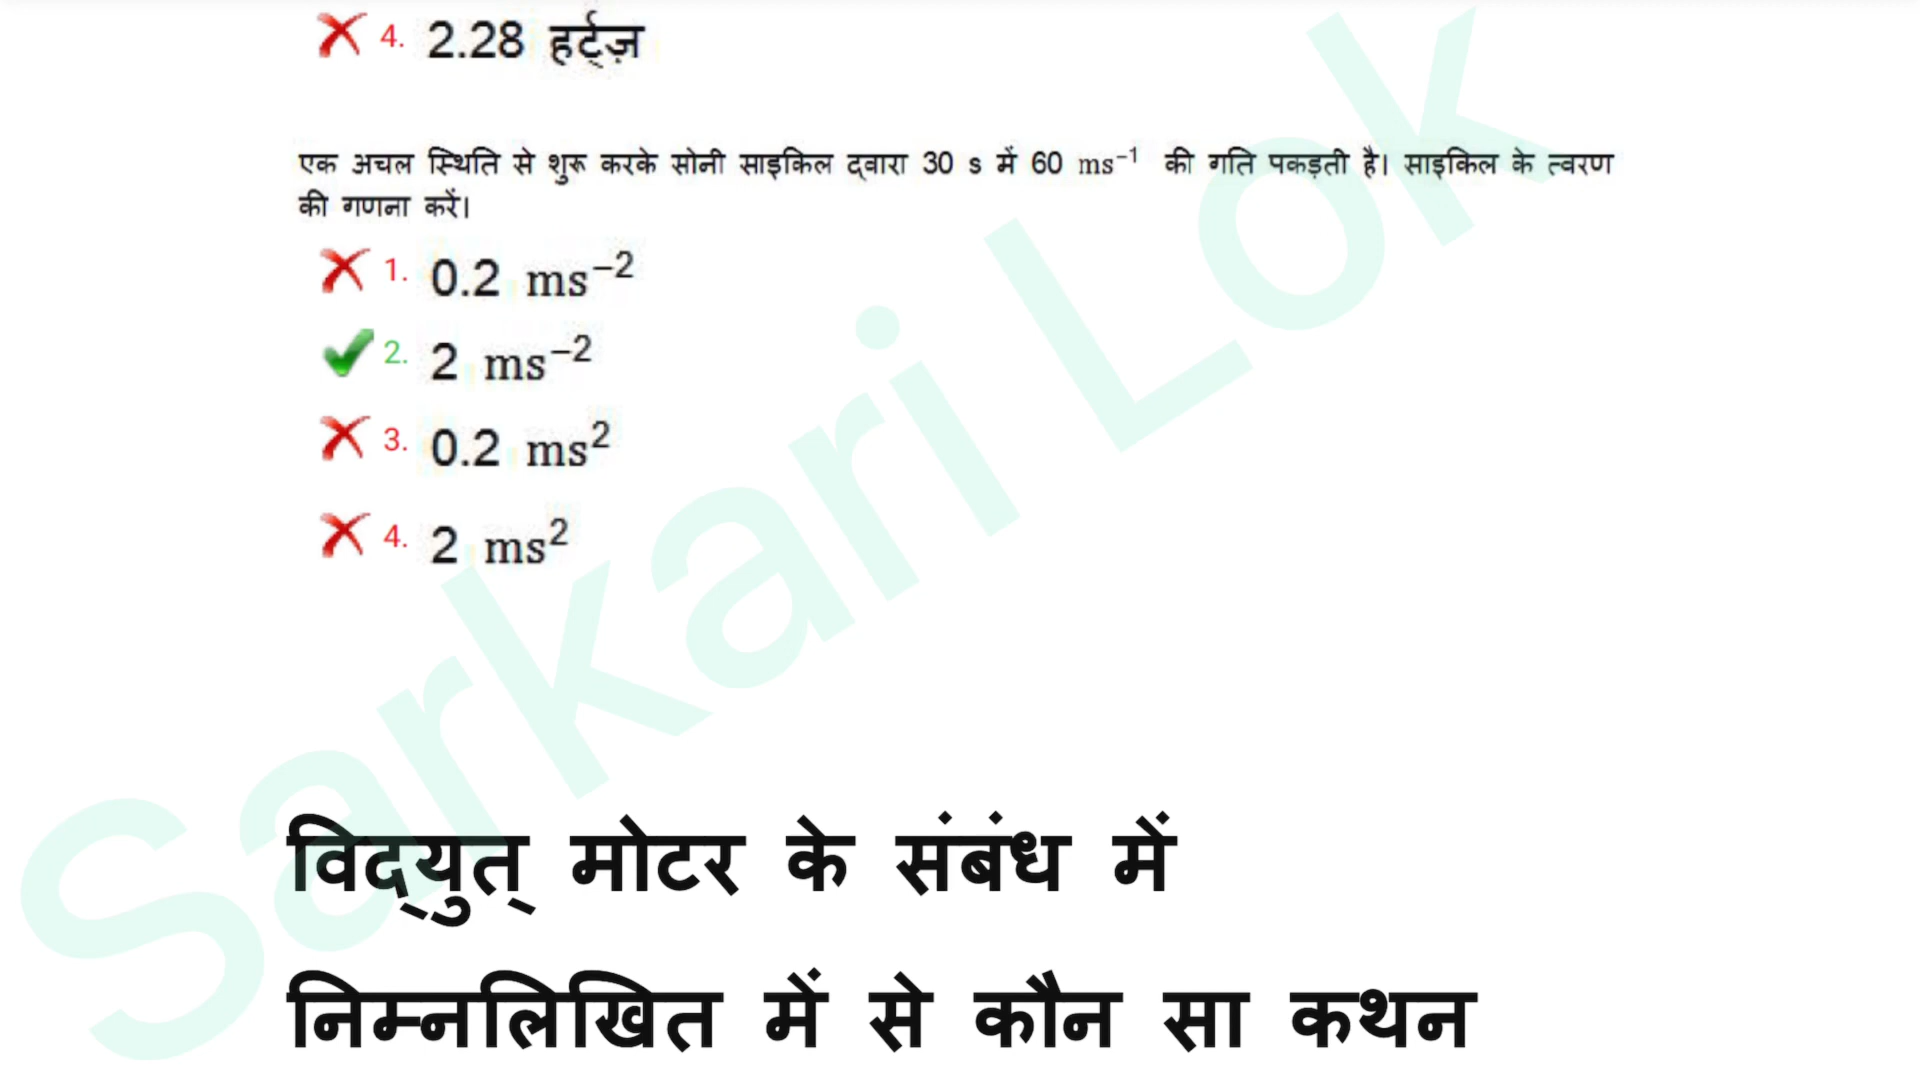 4. 2.28 हर्ट्ज़
एक अचल स्थिति से शुरू करके सोनी साइकिल द्वारा 30 s में 60 ms⁻¹ की गति पकड़ती है। साइकिल के त्वरण
की गणना करें।
1. 0.2 ms⁻²
2. 2 ms⁻²
3. 0.2 ms²
4. 2 ms²
विद्युत् मोटर के संबंध में
निम्नलिखित में से कौन सा कथन
Sarkari Lok